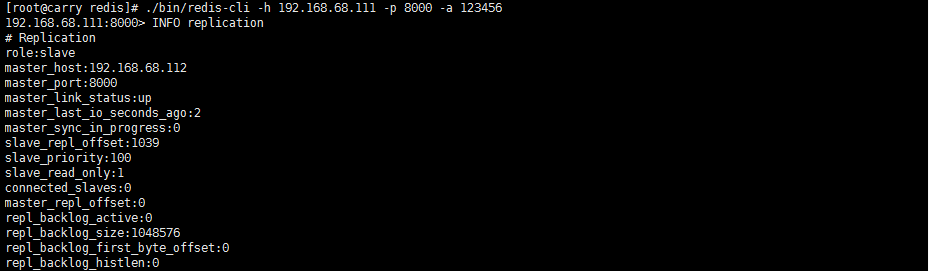 [root@carry redis]# ./bin/redis-cli -h 192.168.68.111 -p 8000 -a 123456
192.168.68.111:8000> INFO replication
# Replication
role:slave
master_host:192.168.68.112
master_port:8000
master_link_status:up
master_last_io_seconds_ago:2
master_sync_in_progress:0
slave_repl_offset:1039
slave_priority:100
slave_read_only:1
connected_slaves:0
master_repl_offset:0
repl_backlog_active:0
repl_backlog_size:1048576
repl_backlog_first_byte_offset:0
repl_backlog_histlen:0